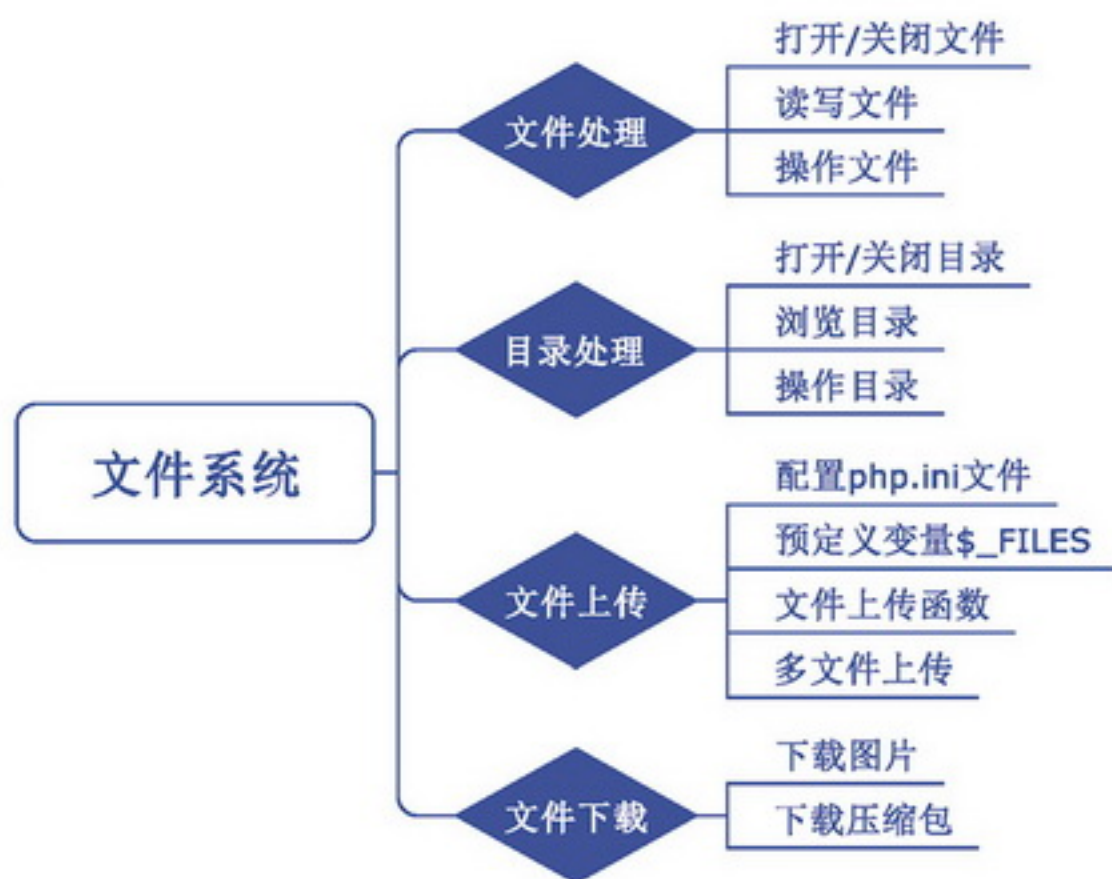 文件系统
文件处理
打开/关闭文件
读写文件
操作文件
目录处理
打开/关闭目录
浏览目录
操作目录
文件上传
配置php.ini文件
预定义变量$_FILES
文件上传函数
多文件上传
文件下载
下载图片
下载压缩包